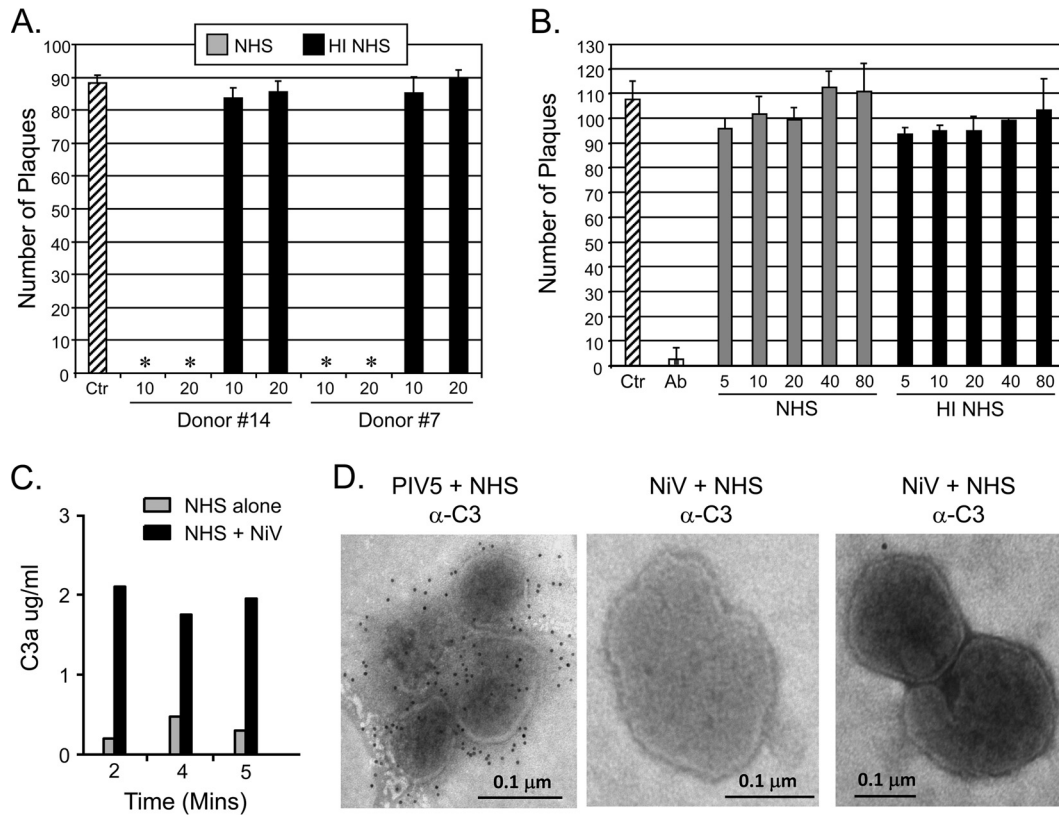 A.
NHS HI NHS
Number of Plaques
100
90
80
70
60
50
40
30
20
10
0
* * * *
Ctr 10 20 10 20 10 20 10 20
Donor #14 Donor #7
B.
Number of Plaques
130
120
110
100
90
80
70
60
50
40
30
20
10
0
Ctr Ab 5 10 20 40 80 5 10 20 40 80
NHS HI NHS
C.
NHS alone
NHS + NiV
C3a ug/ml
3
2
1
0
2 4 5
Time (Mins)
D.
PIV5 + NHS
α-C3
NiV + NHS
α-C3
NiV + NHS
α-C3
0.1 μm
0.1 μm
0.1 μm